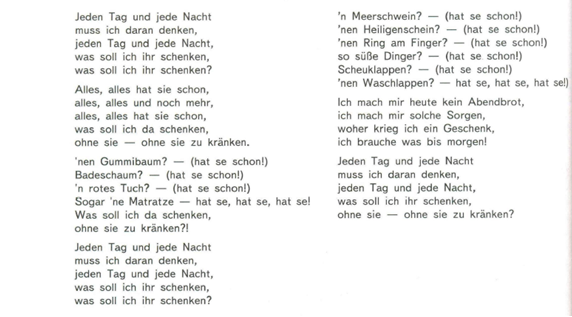 Jeden Tag und jede Nacht
muss ich daran denken,
jeden Tag und jede Nacht,
was soll ich ihr schenken,
was soll ich ihr schenken?
Alles, alles hat sie schon,
alles, alles und noch mehr,
alles, alles hat sie schon,
was soll ich da schenken,
ohne sie — ohne sie zu kränken.
'nen Gummibaum? — (hat se schon!)
Badeschaum? — (hat se schon!)
'n rotes Tuch? — (hat se schon!)
Sogar 'ne Matratze — hat se, hat se, hat se!
Was soll ich da schenken,
ohne sie zu kränken?!
Jeden Tag und jede Nacht
muss ich daran denken,
jeden Tag und jede Nacht,
was soll ich ihr schenken,
was soll ich ihr schenken?
'n Meerschwein? — (hat se schon!)
'nen Heiligenschein? — (hat se schon!)
'nen Ring am Finger? — (hat se schon!)
so süße Dinger? — (hat se schon!)
Scheuklappen? — (hat se schon!)
'nen Waschlappen? — hat se, hat se, hat se!)
Ich mach mir heute kein Abendbrot,
ich mach mir solche Sorgen,
woher krieg ich ein Geschenk,
ich brauche was bis morgen!
Jeden Tag und jede Nacht
muss ich daran denken,
jeden Tag und jede Nacht,
was soll ich ihr schenken,
ohne sie — ohne sie zu kränken?